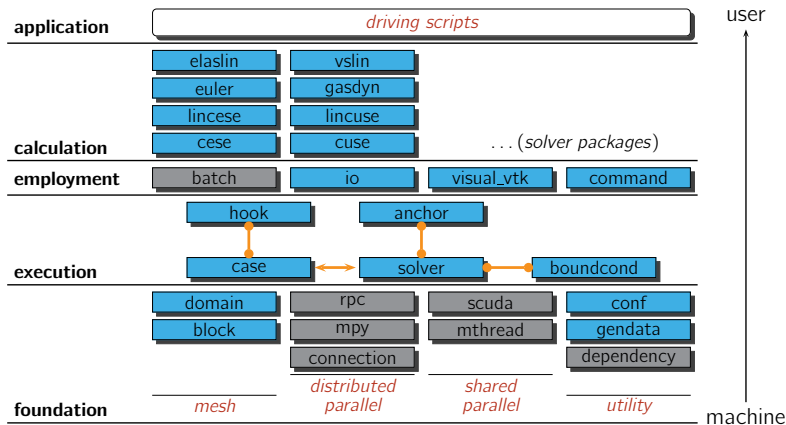 user
application driving scripts
elaslin vslin
euler gasdyn
lincese lincuse
cese cuse
calculation ... (solver packages)
employment batch io visual_vtk command
hook anchor
execution case solver boundcond
domain rpc scuda conf
block mpy mthread gendata
connection dependency
foundation mesh distributed parallel shared parallel utility
machine